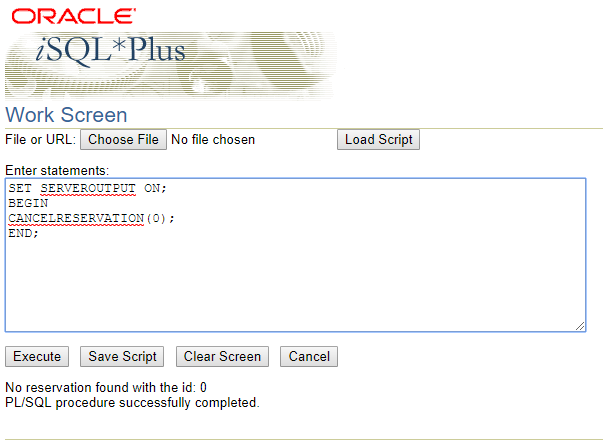 ORACLE
iSQL*Plus
Work Screen
File or URL: Choose File No file chosen Load Script
Enter statements:
SET SERVEROUTPUT ON;
BEGIN
CANCELRESERVATION(0);
END;
Execute Save Script Clear Screen Cancel
No reservation found with the id: 0
PL/SQL procedure successfully completed.